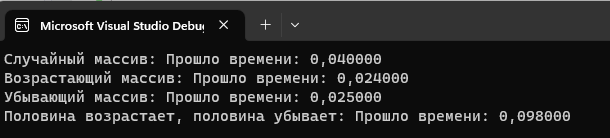 Microsoft Visual Studio Debug
Случайный массив: Прошло времени: 0,040000
Возрастающий массив: Прошло времени: 0,024000
Убывающий массив: Прошло времени: 0,025000
Половина возрастает, половина убывает: Прошло времени: 0,098000